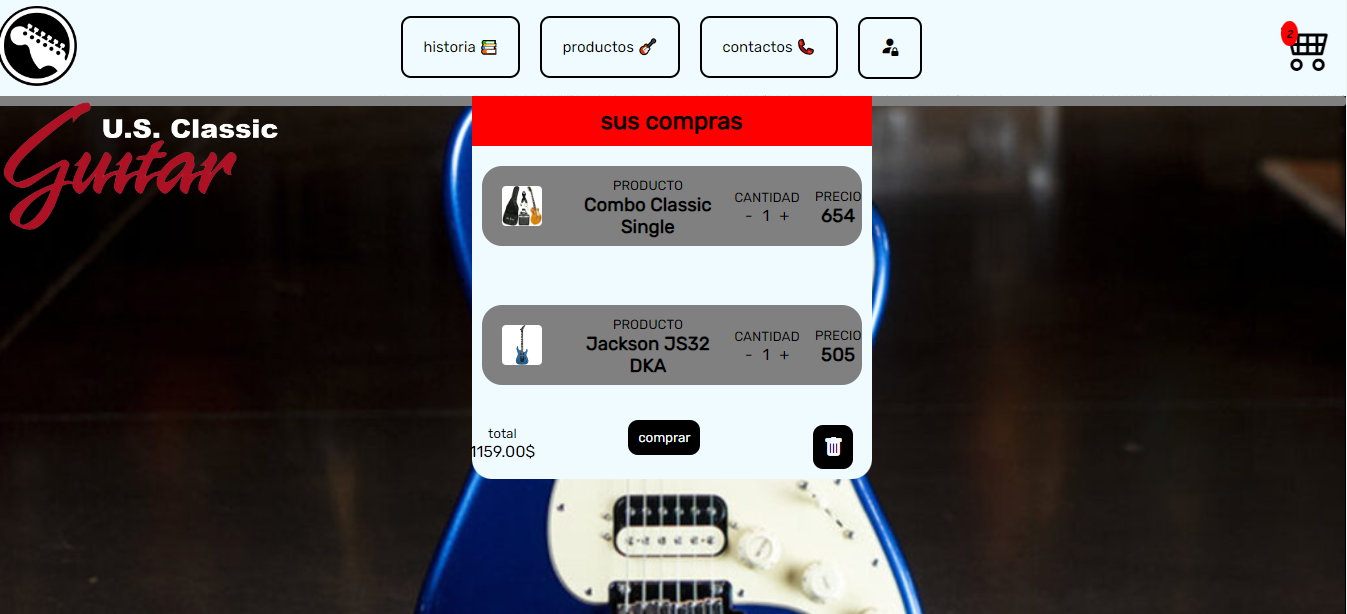 historia
productos
contactos
2
U.S. Classic
Guitar
sus compras
PRODUCTO
Combo Classic
Single
CANTIDAD
- 1 +
PRECIO
654
PRODUCTO
Jackson JS32
DKA
CANTIDAD
- 1 +
PRECIO
505
total
1159.00$
comprar